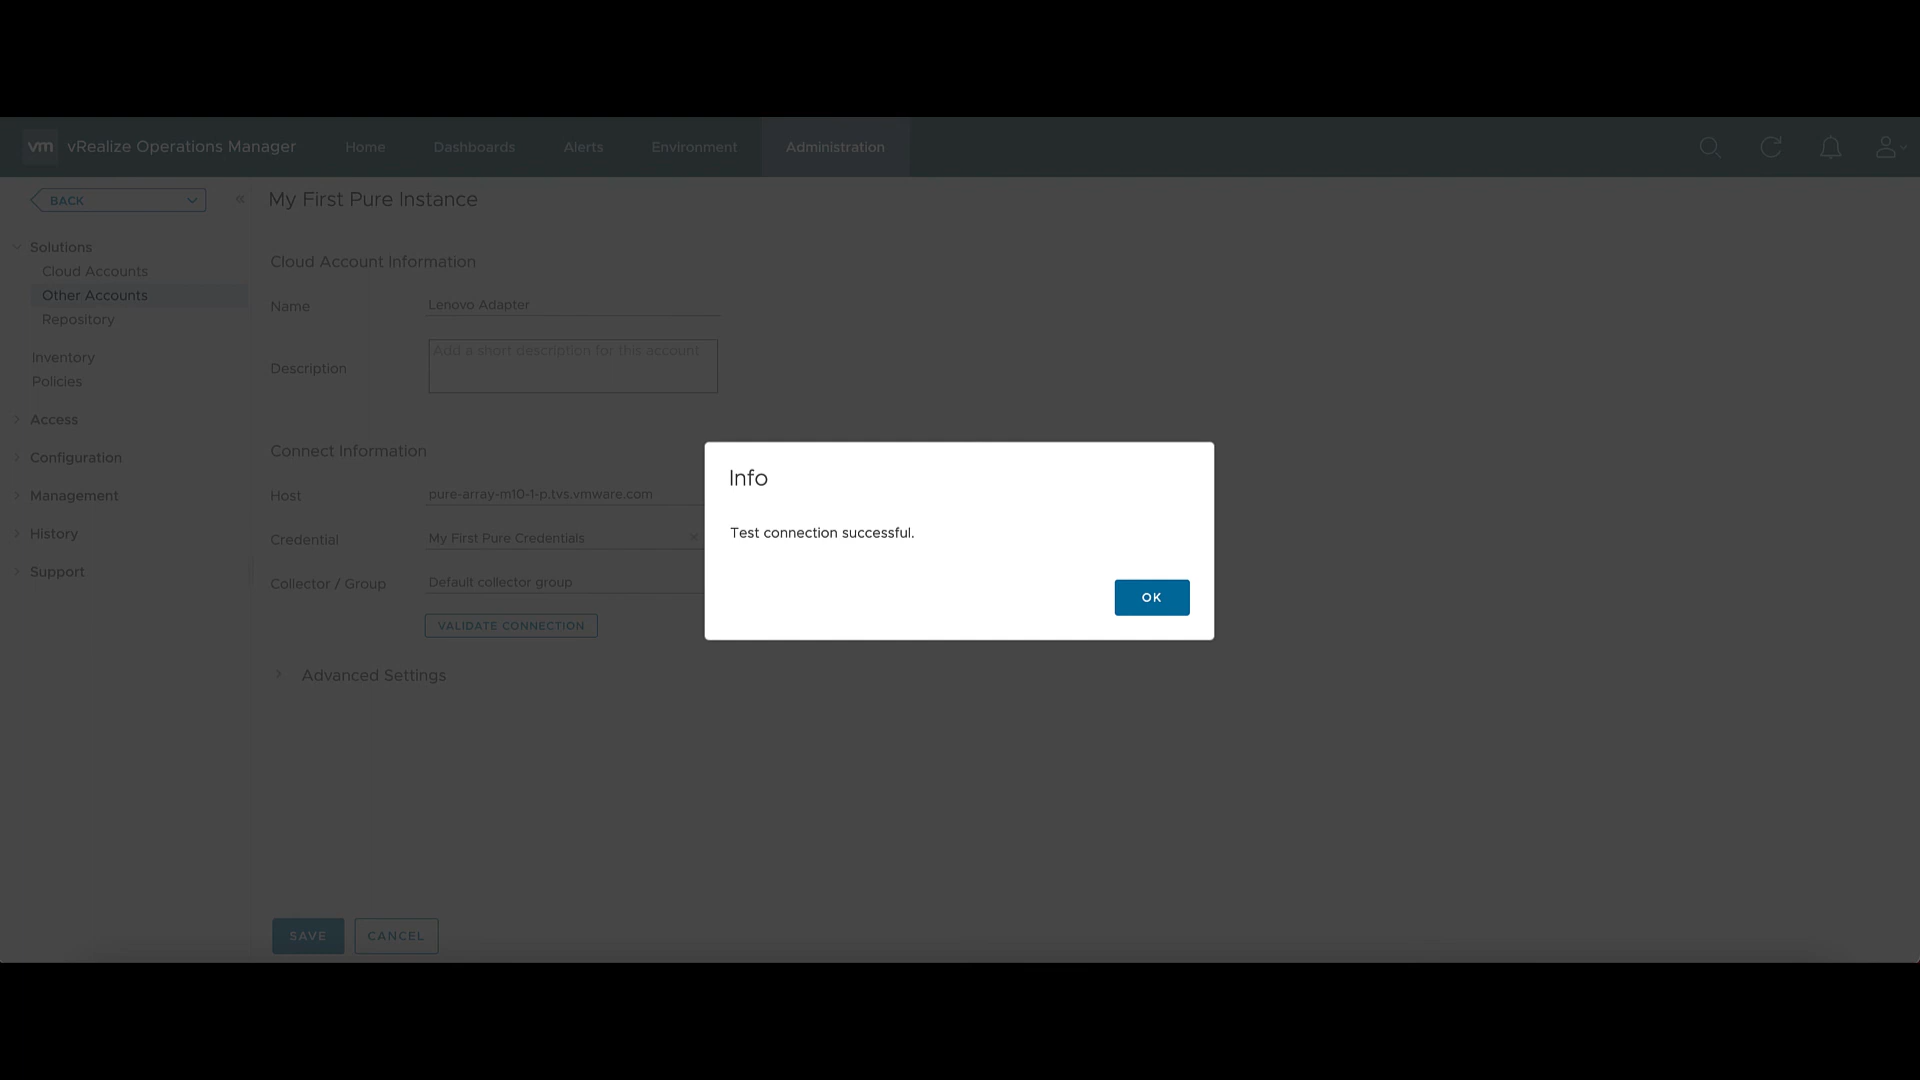 vm vRealize Operations Manager Home Dashboards Alerts Environment Administration
BACK
My First Pure Instance
Solutions
Cloud Accounts
Other Accounts
Repository
Inventory
Policies
Access
Configuration
Management
History
Support
Cloud Account Information
Name Lenovo Adapter
Description Add a short description for this account
Connect Information
Host pure-array-m10-1-p.tvs.vmware.com
Credential My First Pure Credentials
Collector / Group Default collector group
VALIDATE CONNECTION
Advanced Settings
SAVE CANCEL
Info
Test connection successful.
OK